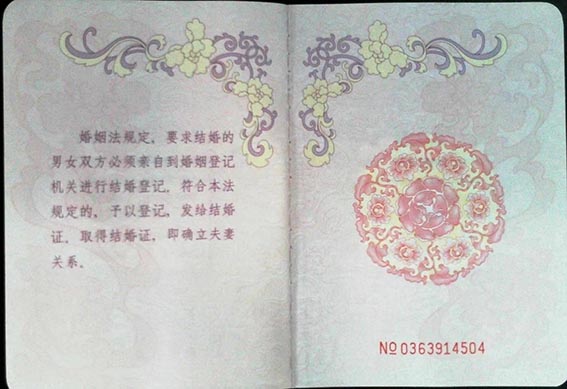 婚姻法规定，要求结婚的
男女双方必须亲自到婚姻登记
机关进行结婚登记。符合本法
规定的，予以登记，发给结婚
证。取得结婚证，即确立夫妻
关系。
№0363914504